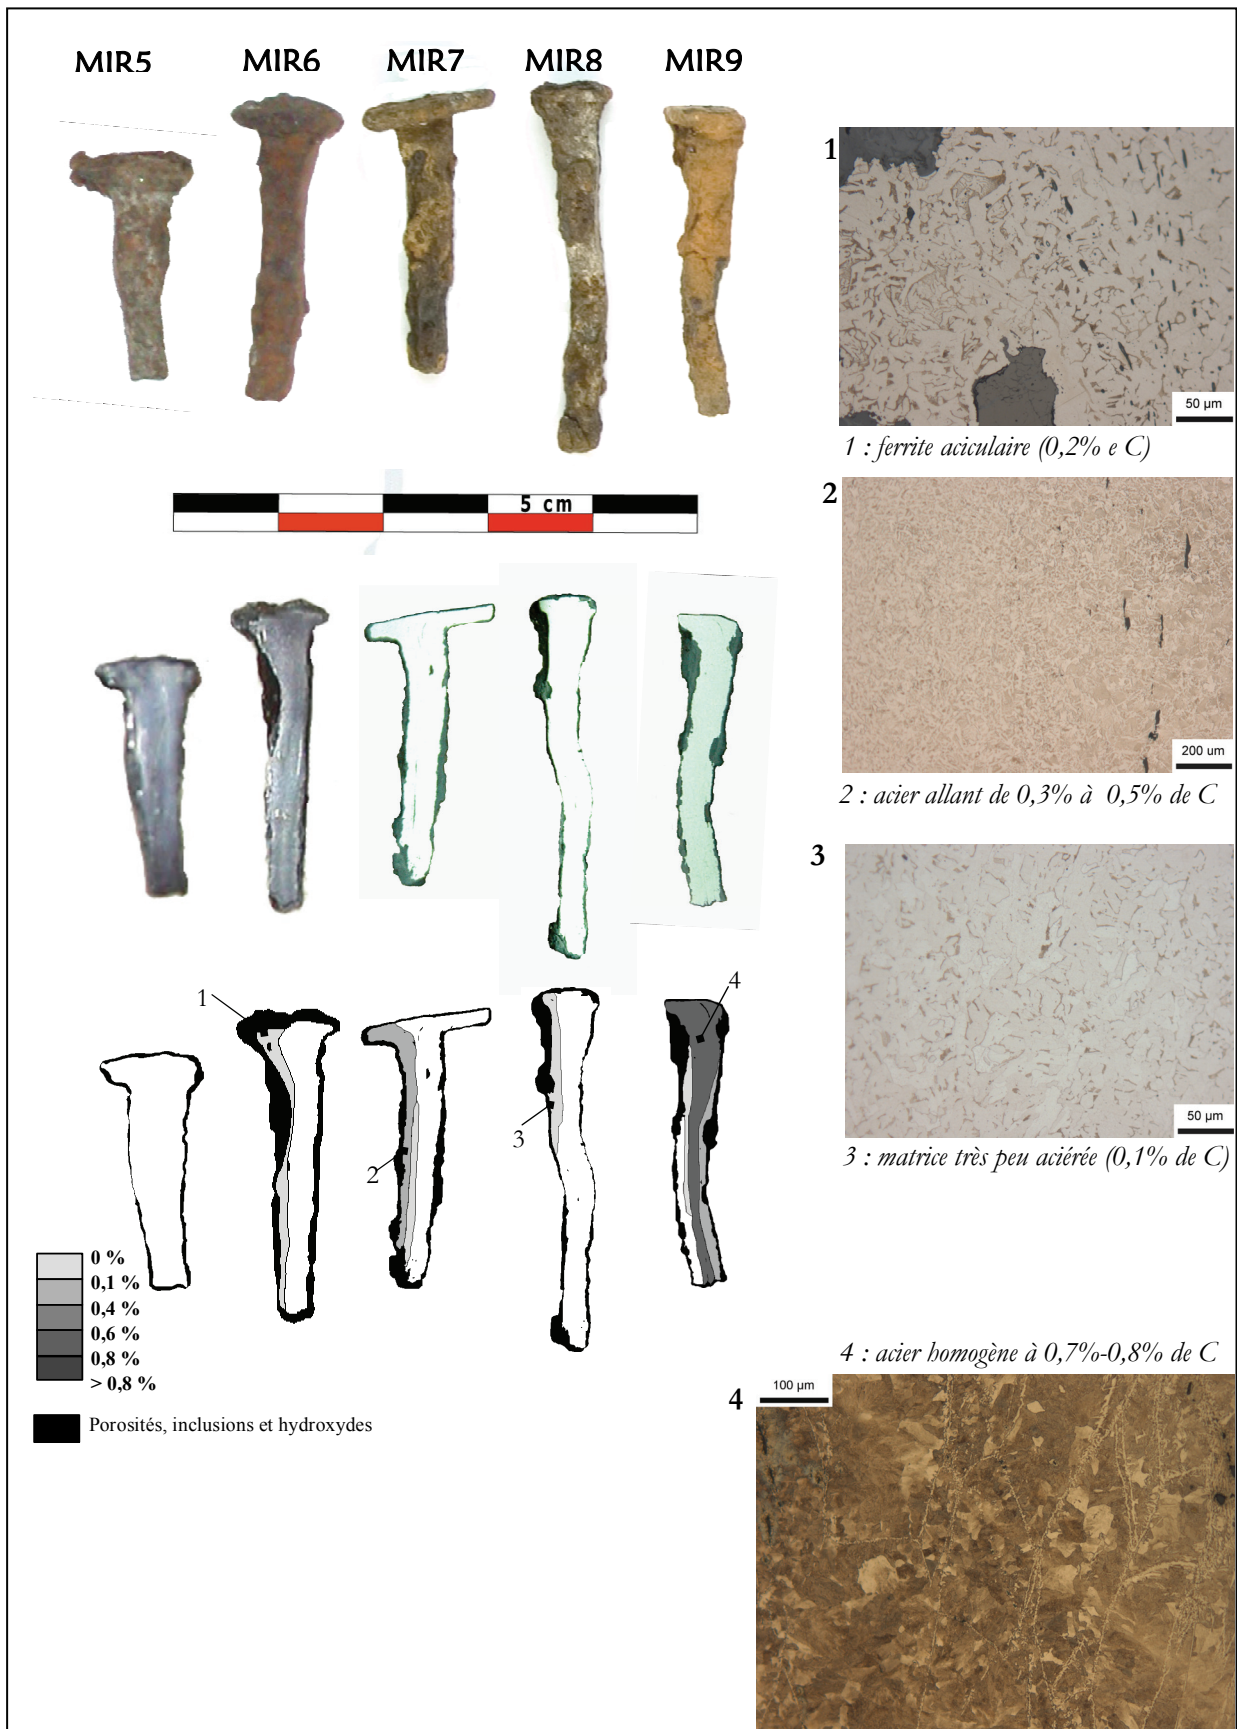 MIR5 MIR6 MIR7 MIR8 MIR9
1
50 µm
1 : ferrite aciculaire (0,2% e C)
5 cm
2
200 um
2 : acier allant de 0,3% à 0,5% de C
3
50 µm
3 : matrice très peu aciérée (0,1% de C)
1
2
3
4
0 %
0,1 %
0,4 %
0,6 %
0,8 %
> 0,8 %
Porosités, inclusions et hydroxydes
4 : acier homogène à 0,7%-0,8% de C
4
100 µm